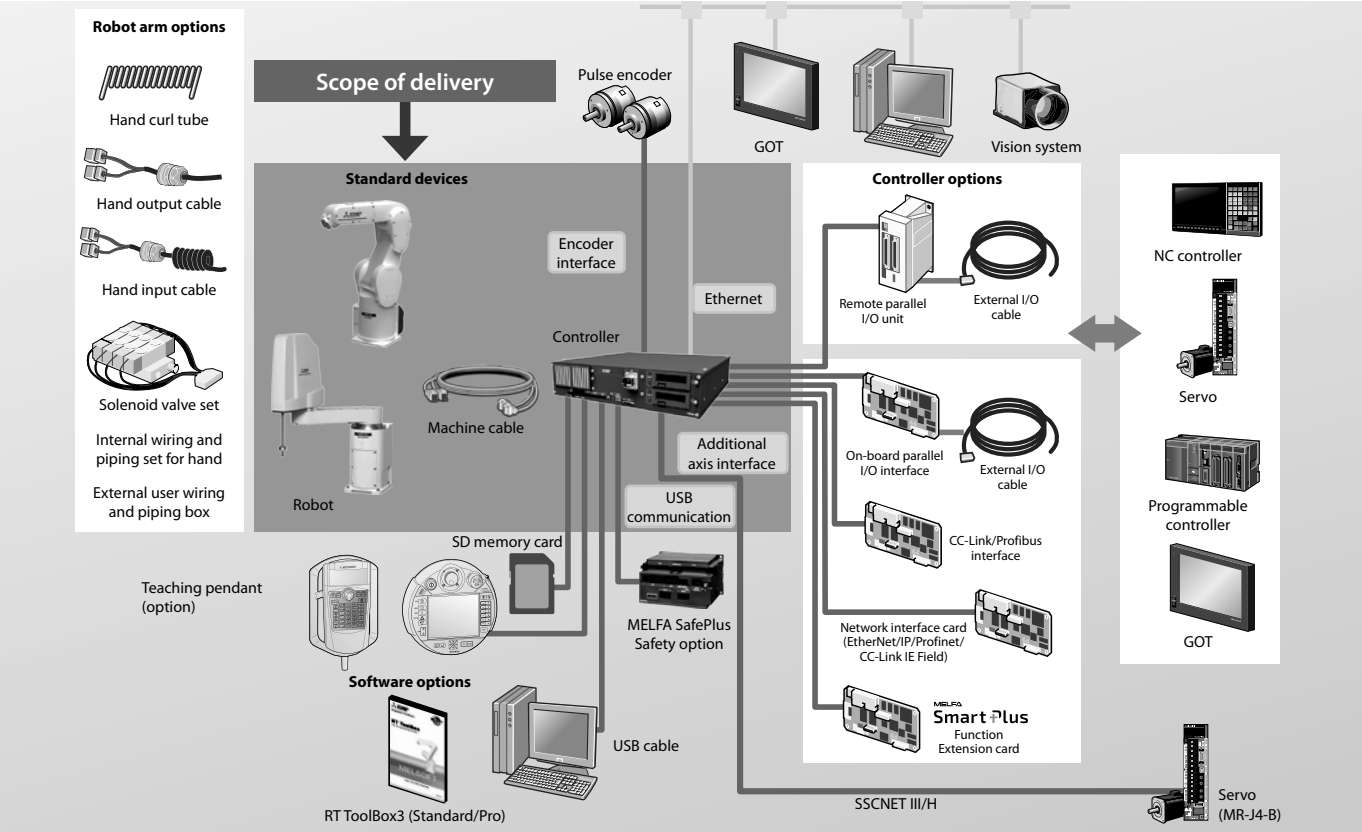 Robot arm options
Hand curl tube
Hand output cable
Hand input cable
Solenoid valve set
Internal wiring and
piping set for hand
External user wiring
and piping box
Scope of delivery
Pulse encoder
GOT
Vision system
Standard devices
Encoder
interface
Ethernet
Controller
Machine cable
Robot
Additional
axis interface
USB
communication
Controller options
Remote parallel
I/O unit
External I/O
cable
On-board parallel
I/O interface
External I/O
cable
CC-Link/Profibus
interface
Network interface card
(EtherNet/IP/Profinet/
CC-Link IE Field)
MELFA
Smart Plus
Function
Extension card
NC controller
Servo
Programmable
controller
GOT
Teaching pendant
(option)
SD memory card
MELFA SafePlus
Safety option
Software options
RT ToolBox
MELSOFT
RT ToolBox3 (Standard/Pro)
USB cable
SSCNET III/H
Servo
(MR-J4-B)